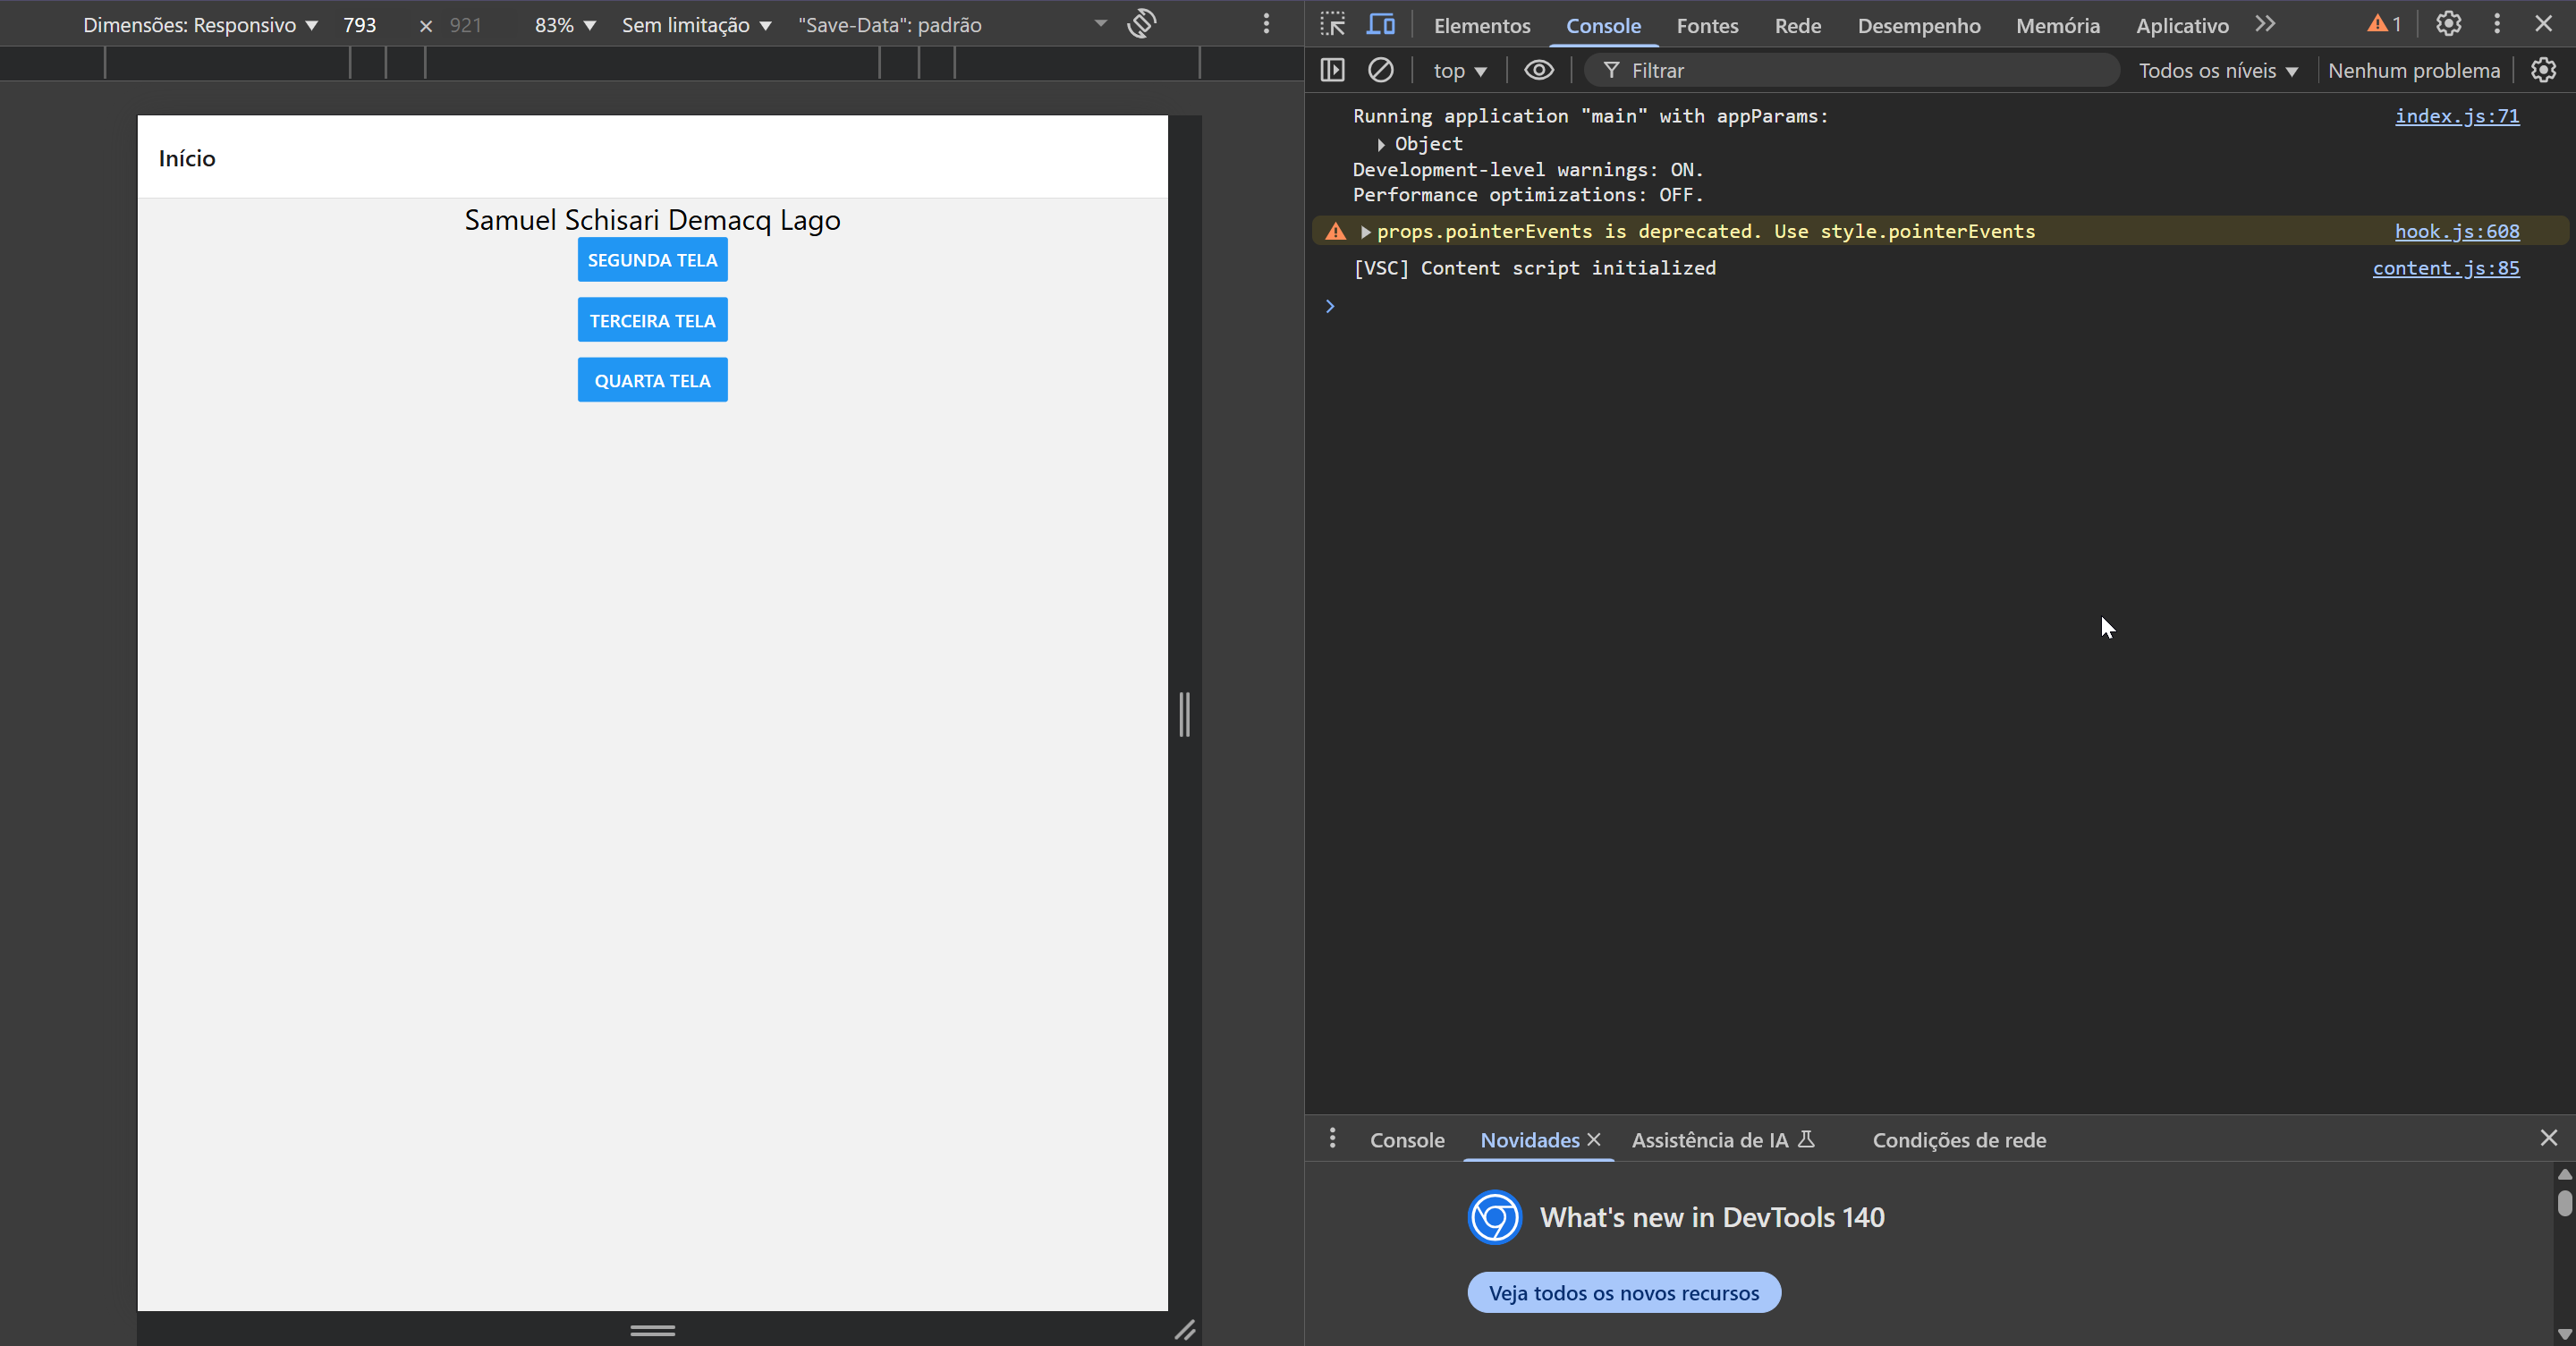 Dimensões: Responsivo ▼ 793 × 921 83% ▼ Sem limitação ▼ "Save-Data": padrão
Início
Samuel Schisari Demacq Lago
SEGUNDA TELA
TERCEIRA TELA
QUARTA TELA
Elementos Console Fontes Rede Desempenho Memória Aplicativo 1
top ▼ Filtrar Todos os níveis ▼ Nenhum problema
Running application "main" with appParams: index.js:71
Object
Development-level warnings: ON.
Performance optimizations: OFF.
props.pointerEvents is deprecated. Use style.pointerEvents hook.js:608
[VSC] Content script initialized content.js:85
Console Novidades Assistência de IA Condições de rede
What's new in DevTools 140
Veja todos os novos recursos